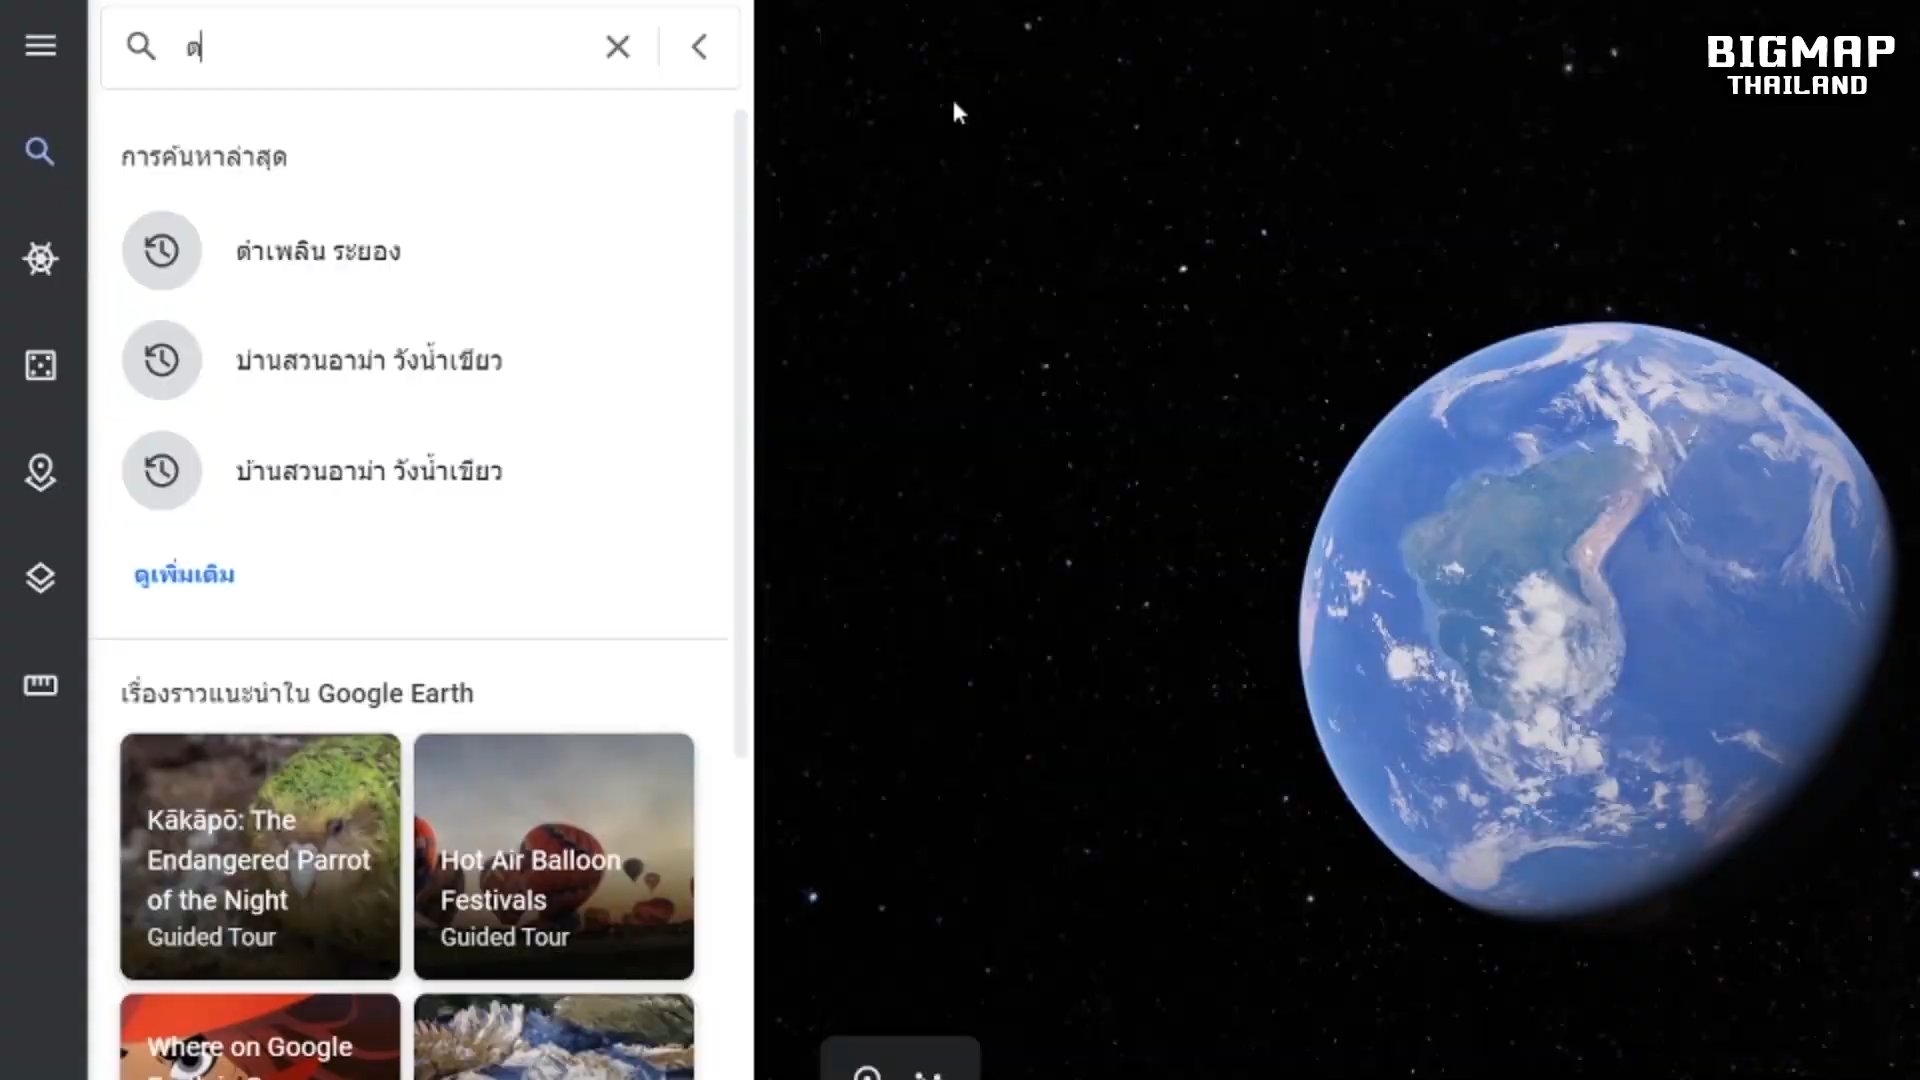 ต
BIGMAP
THAILAND
การค้นหาล่าสุด
ตำเพลิน ระยอง
บ่านสวนอาม่า วังน้ำเขียว
บ้านสวนอาม่า วังน้ำเขียว
ดูเพิ่มเติม
เรื่องราวแนะนำใน Google Earth
Kākāpō: The
Endangered Parrot
of the Night
Guided Tour
Hot Air Balloon
Festivals
Guided Tour
Where on Google